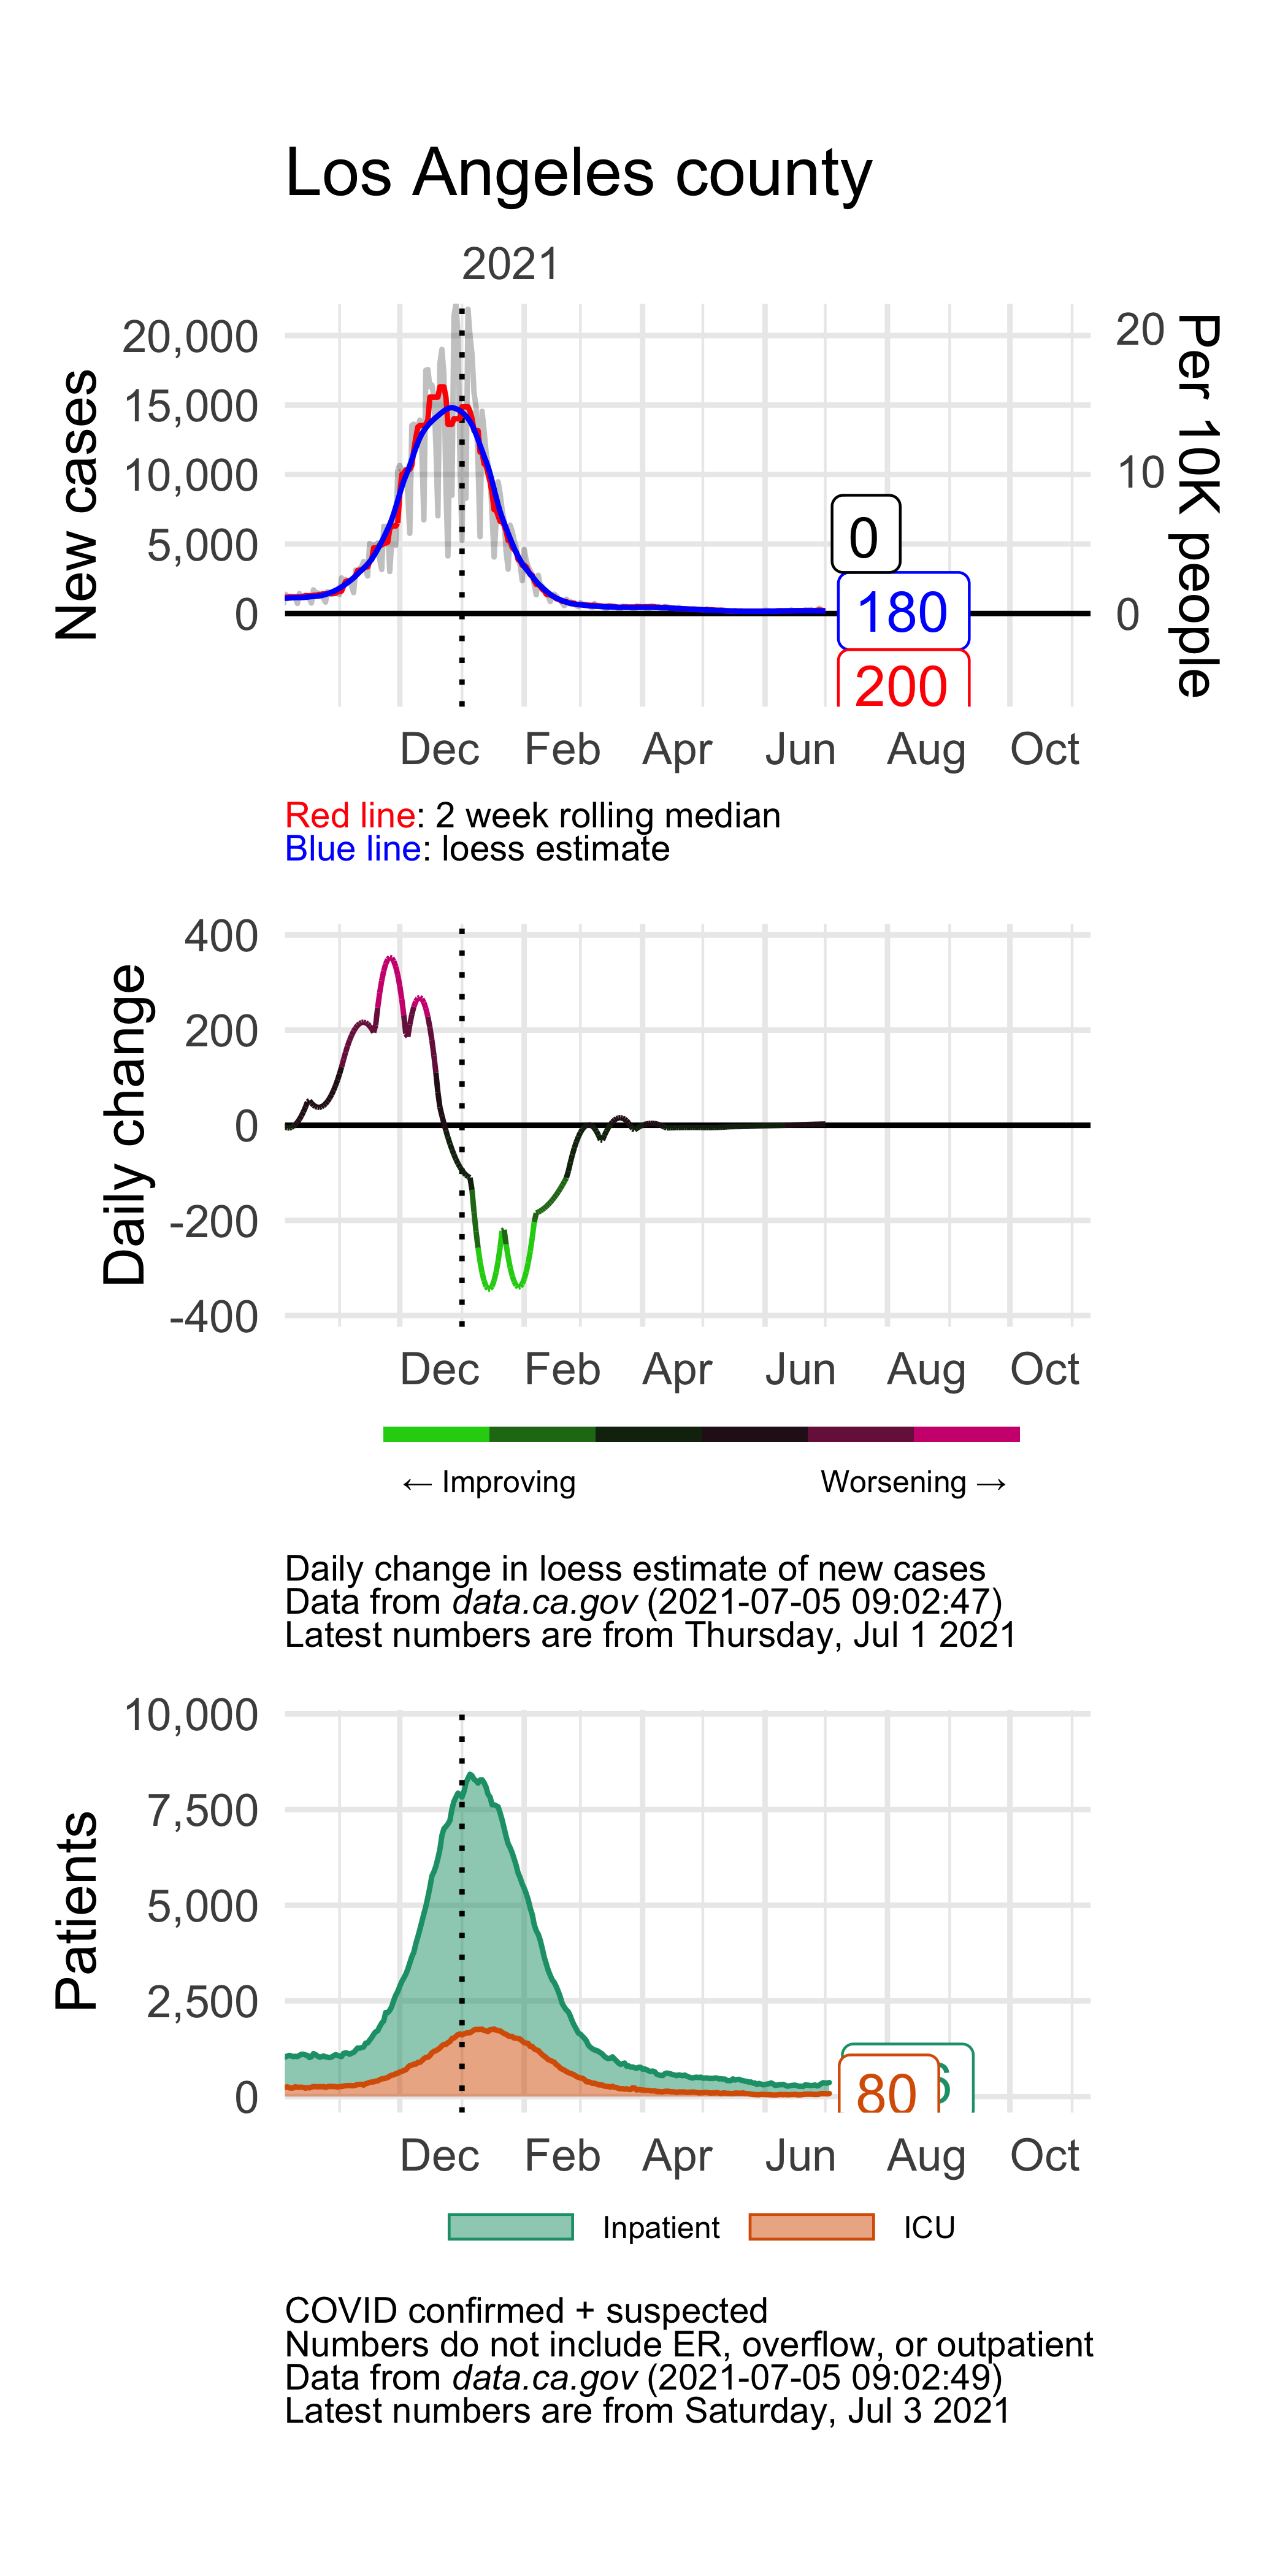 Los Angeles county
2021
New cases
20,000
15,000
10,000
5,000
0
20
10
0
Per 10K people
0
180
200
Dec Feb Apr Jun Aug Oct
Red line: 2 week rolling median
Blue line: loess estimate
Daily change
400
200
0
-200
-400
Dec Feb Apr Jun Aug Oct
← Improving Worsening →
Daily change in loess estimate of new cases
Data from data.ca.gov (2021-07-05 09:02:47)
Latest numbers are from Thursday, Jul 1 2021
Patients
10,000
7,500
5,000
2,500
0
80
Dec Feb Apr Jun Aug Oct
Inpatient ICU
COVID confirmed + suspected
Numbers do not include ER, overflow, or outpatient
Data from data.ca.gov (2021-07-05 09:02:49)
Latest numbers are from Saturday, Jul 3 2021